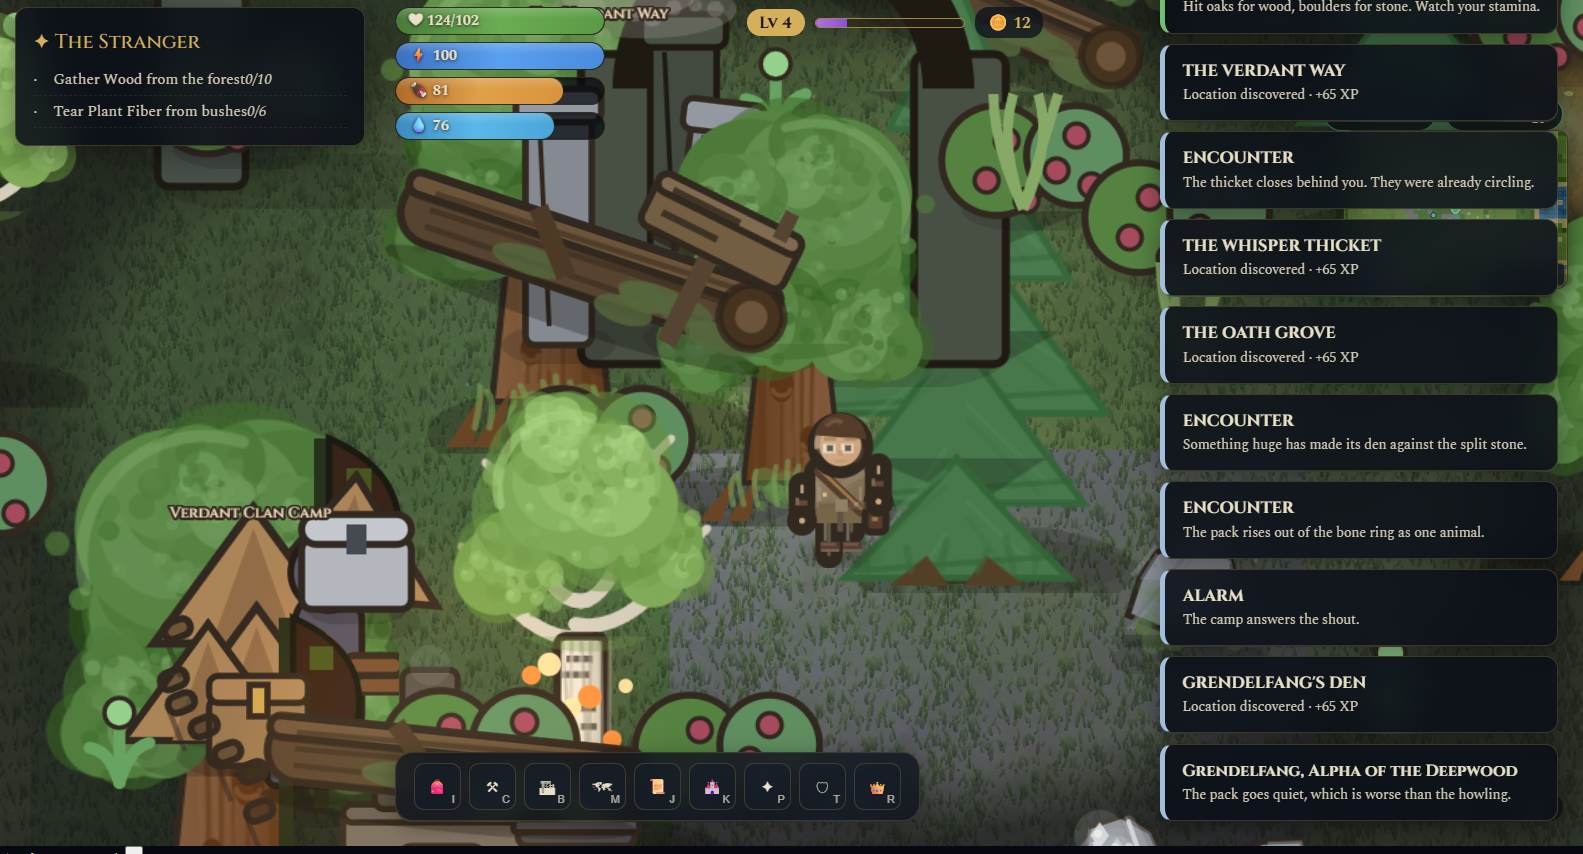 ✦ The Stranger
· Gather Wood from the forest 0/10
· Tear Plant Fiber from bushes 0/6
124/102
100
81
76
ANT WAY
LV 4
12
Hit oaks for wood, boulders for stone. Watch your stamina.
THE VERDANT WAY
Location discovered · +65 XP
ENCOUNTER
The thicket closes behind you. They were already circling.
THE WHISPER THICKET
Location discovered · +65 XP
THE OATH GROVE
Location discovered · +65 XP
ENCOUNTER
Something huge has made its den against the split stone.
ENCOUNTER
The pack rises out of the bone ring as one animal.
ALARM
The camp answers the shout.
GRENDELFANG'S DEN
Location discovered · +65 XP
Grendelfang, Alpha of the Deepwood
The pack goes quiet, which is worse than the howling.
Verdant Clan Camp
I C B M J K P T R